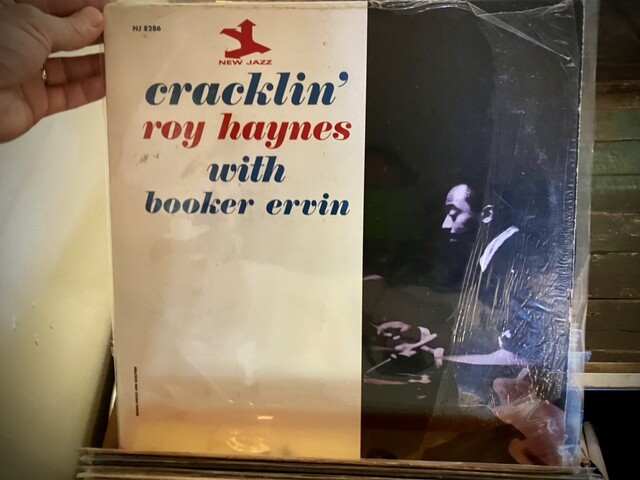 NJ 8286
NEW JAZZ
cracklin'
roy haynes
with
booker ervin